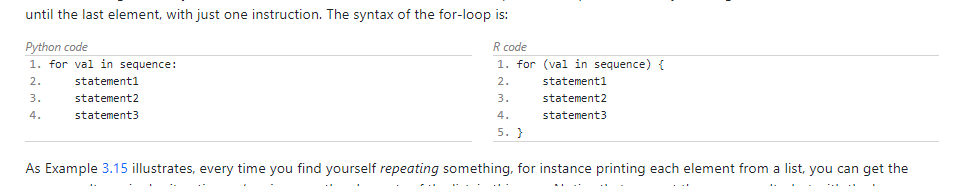 until the last element, with just one instruction. The syntax of the for-loop is:
Python code
1. for val in sequence:
2.     statement1
3.     statement2
4.     statement3
R code
1. for (val in sequence) {
2.     statement1
3.     statement2
4.     statement3
5. }
As Example 3.15 illustrates, every time you find yourself repeating something, for instance printing each element from a list, you can get the